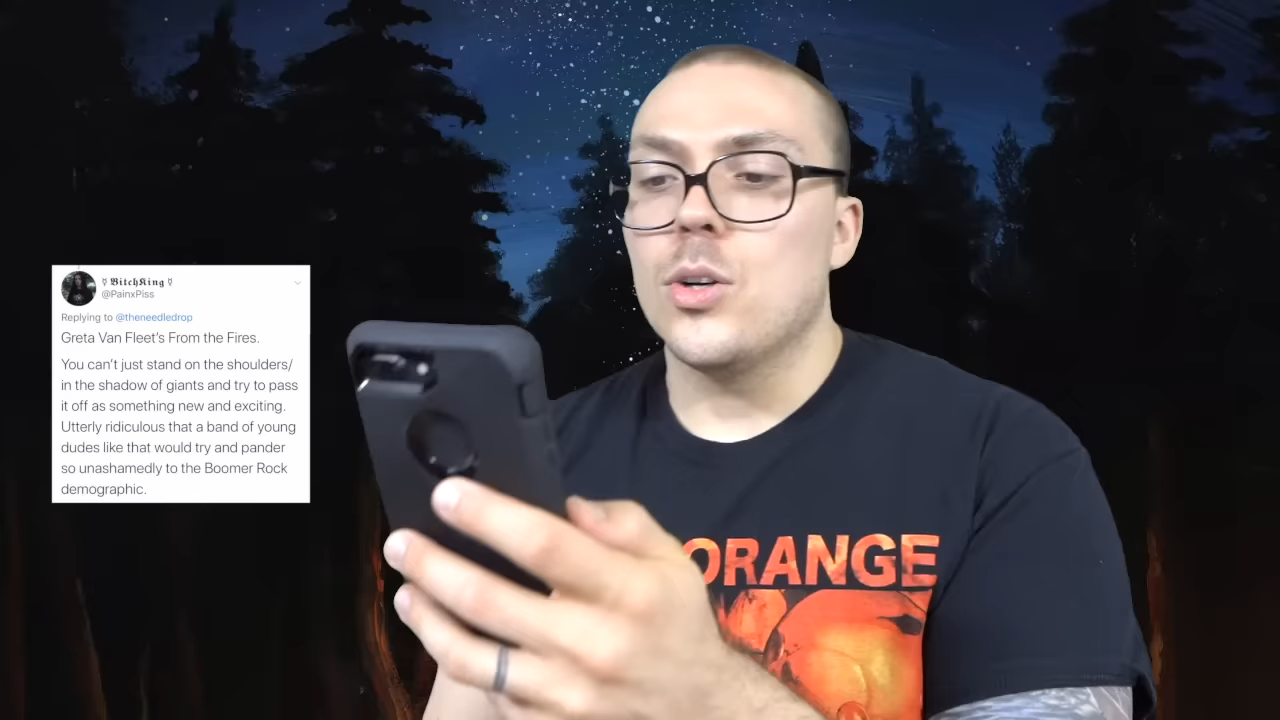 ☿ 𝕭𝖎𝖙𝖈𝖍𝕶𝖎𝖓𝖌 ☿
@PainxPiss
Replying to @theneedledrop
Greta Van Fleet's From the Fires.
You can't just stand on the shoulders/
in the shadow of giants and try to pass
it off as something new and exciting.
Utterly ridiculous that a band of young
dudes like that would try and pander
so unashamedly to the Boomer Rock
demographic.
ORANGE